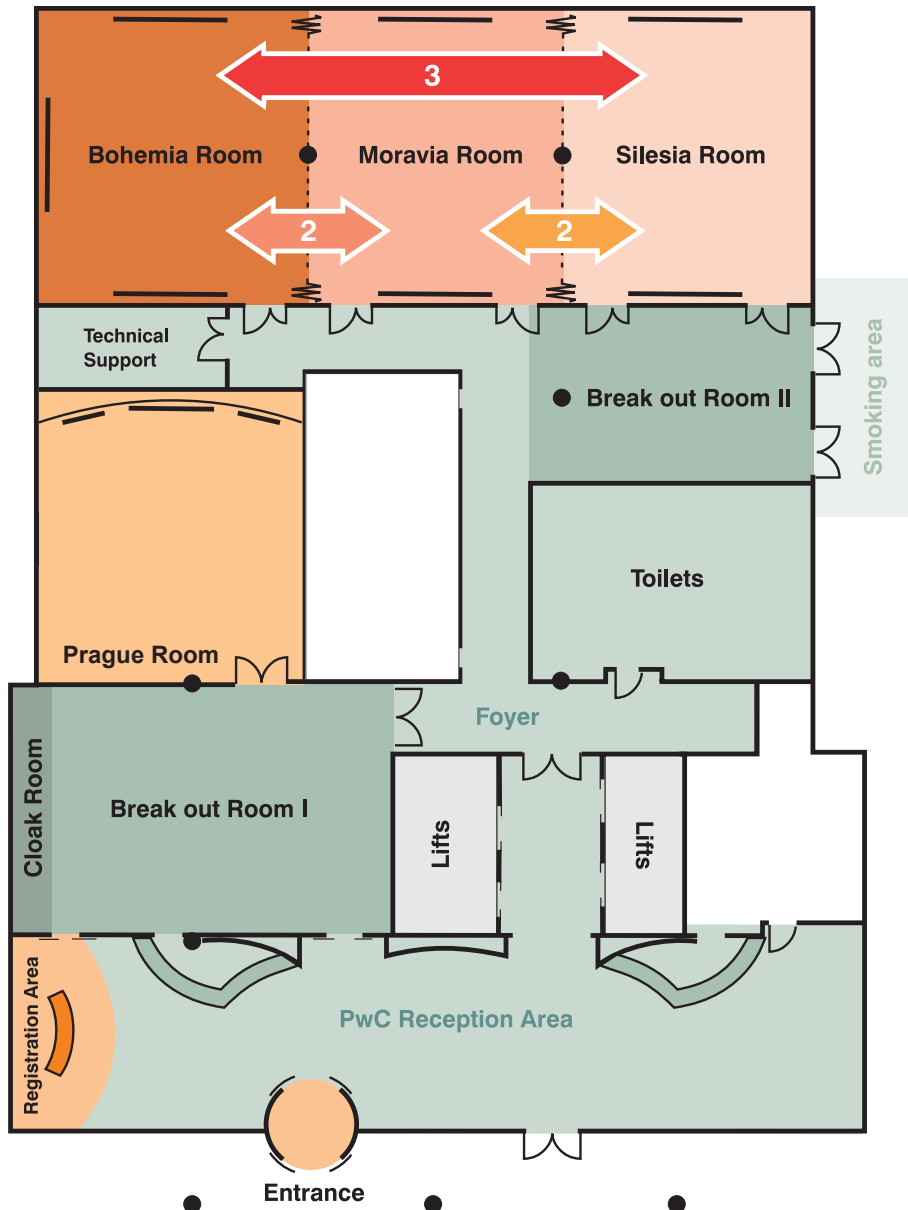 3
Bohemia Room
Moravia Room
Silesia Room
2
2
Technical
Support
Break out Room II
Smoking area
Toilets
Prague Room
Foyer
Cloak Room
Break out Room I
Lifts
Lifts
Registration Area
PwC Reception Area
Entrance